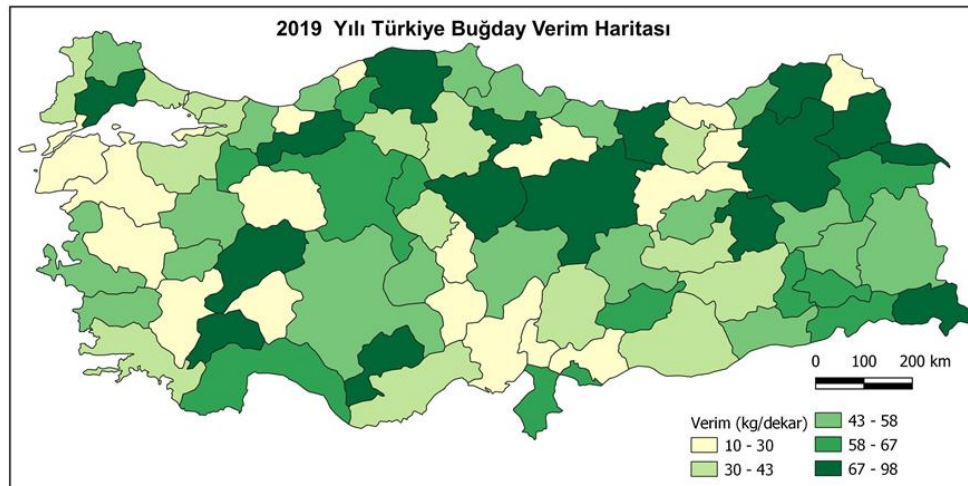 2019 Yılı Türkiye Buğday Verim Haritası
0 100 200 km
Verim (kg/dekar)
10 - 30
30 - 43
43 - 58
58 - 67
67 - 98